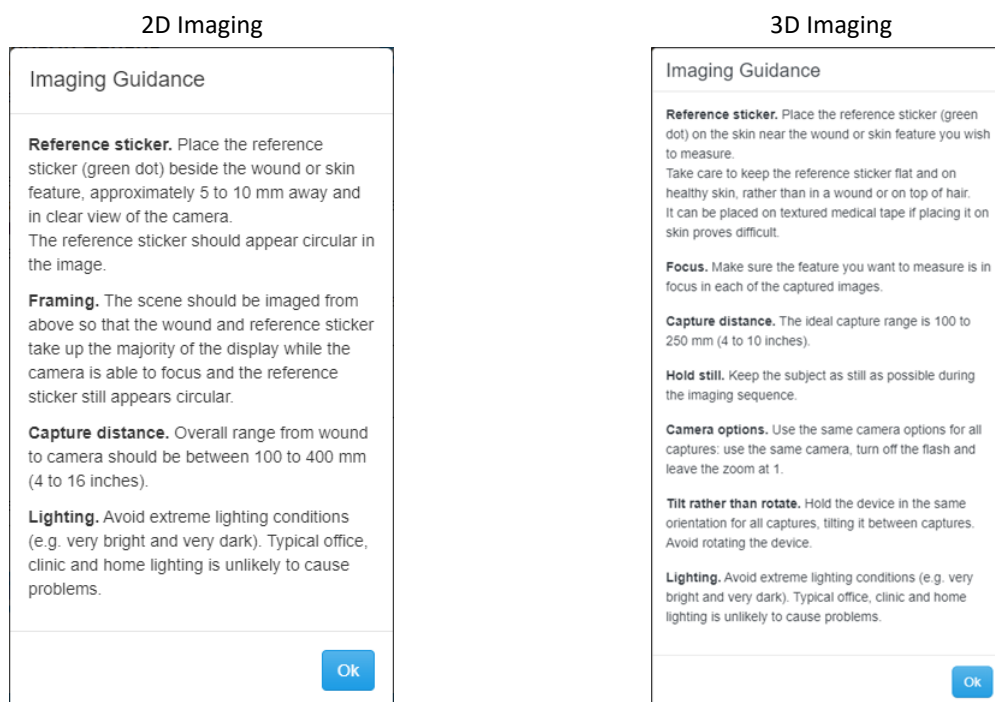 2D Imaging
Imaging Guidance
Reference sticker. Place the reference
sticker (green dot) beside the wound or skin
feature, approximately 5 to 10 mm away and
in clear view of the camera.
The reference sticker should appear circular in
the image.
Framing. The scene should be imaged from
above so that the wound and reference sticker
take up the majority of the display while the
camera is able to focus and the reference
sticker still appears circular.
Capture distance. Overall range from wound
to camera should be between 100 to 400 mm
(4 to 16 inches).
Lighting. Avoid extreme lighting conditions
(e.g. very bright and very dark). Typical office,
clinic and home lighting is unlikely to cause
problems.
Ok
3D Imaging
Imaging Guidance
Reference sticker. Place the reference sticker (green
dot) on the skin near the wound or skin feature you wish
to measure.
Take care to keep the reference sticker flat and on
healthy skin, rather than in a wound or on top of hair.
It can be placed on textured medical tape if placing it on
skin proves difficult.
Focus. Make sure the feature you want to measure is in
focus in each of the captured images.
Capture distance. The ideal capture range is 100 to
250 mm (4 to 10 inches).
Hold still. Keep the subject as still as possible during
the imaging sequence.
Camera options. Use the same camera options for all
captures: use the same camera, turn off the flash and
leave the zoom at 1.
Tilt rather than rotate. Hold the device in the same
orientation for all captures, tilting it between captures.
Avoid rotating the device.
Lighting. Avoid extreme lighting conditions (e.g. very
bright and very dark). Typical office, clinic and home
lighting is unlikely to cause problems.
Ok